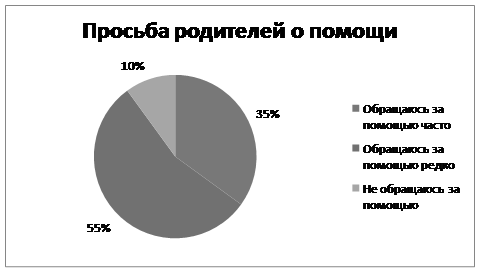 Просьба родителей о помощи
10%
35%
55%
Обращаюсь за
помощью часто
Обращаюсь за
помощью редко
Не обращаюсь за
помощью